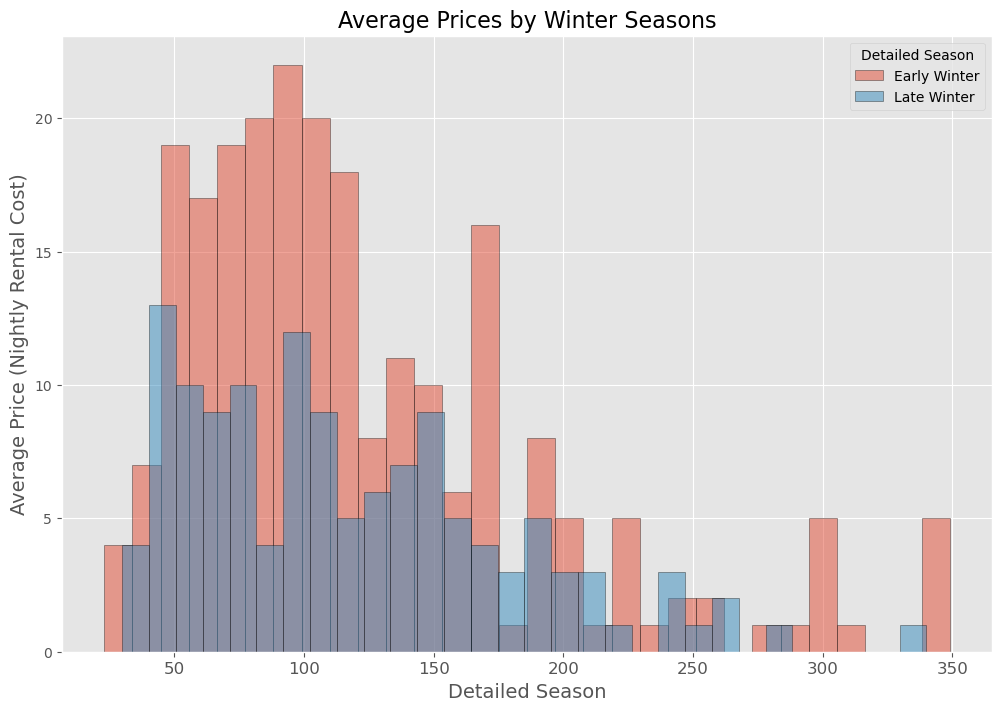 Average Prices by Winter Seasons
Detailed Season
Early Winter
Late Winter
Average Price (Nightly Rental Cost)
20
15
10
5
0
50 100 150 200 250 300 350
Detailed Season